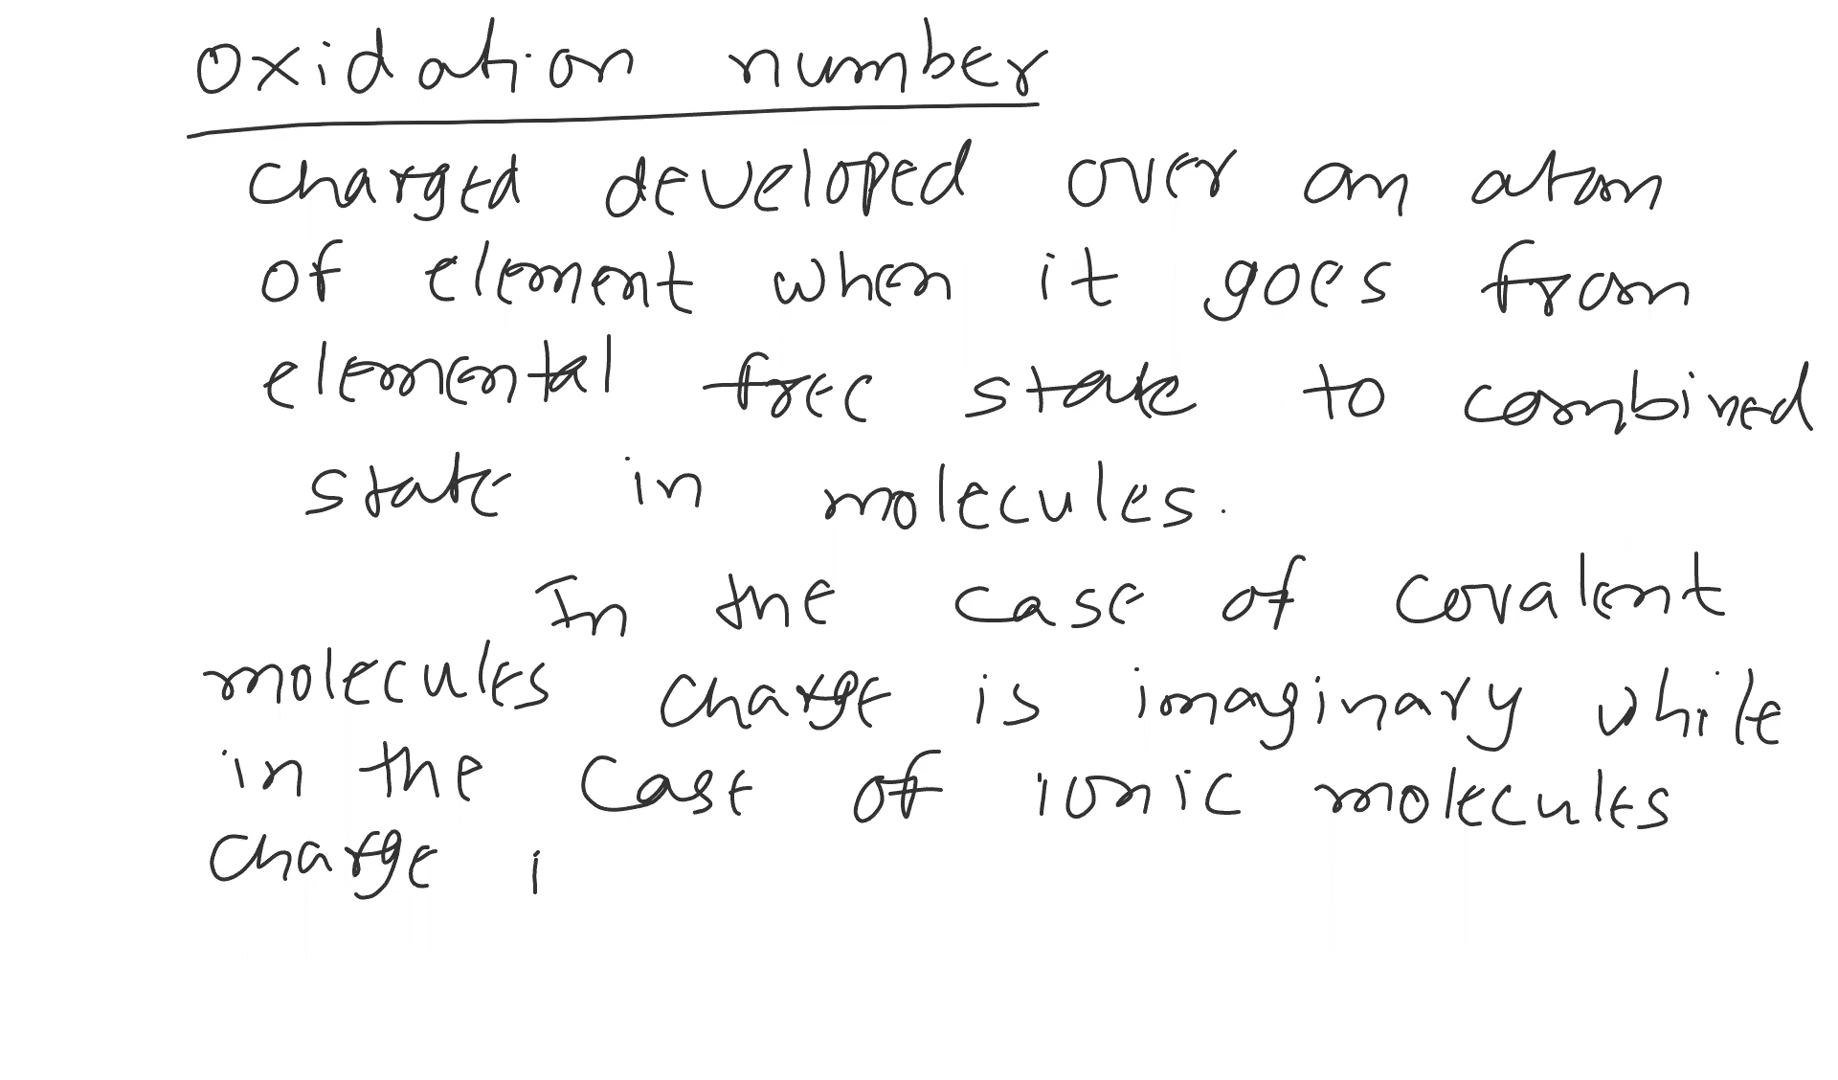 oxidation number
charged developed over an atom
of element when it goes from
elemental free state to combined
state in molecules.
In the case of covalent
molecules charge is imaginary while
in the case of ionic molecules
charge i